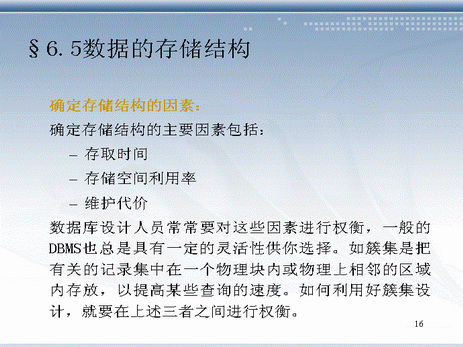 §6.5数据的存储结构
确定存储结构的因素：
确定存储结构的主要因素包括：
– 存取时间
– 存储空间利用率
– 维护代价
数据库设计人员常常要对这些因素进行权衡，一般的
DBMS也总是具有一定的灵活性供你选择。如簇集是把
有关的记录集中在一个物理块内或物理上相邻的区域
内存放，以提高某些查询的速度。如何利用好簇集设
计，就要在上述三者之间进行权衡。
16